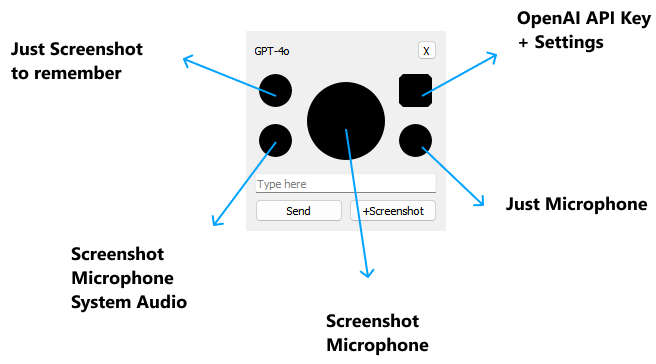 OpenAI API Key
+ Settings
Just Screenshot
to remember
GPT-4o
X
Type here
Send
+Screenshot
Just Microphone
Screenshot
Microphone
System Audio
Screenshot
Microphone